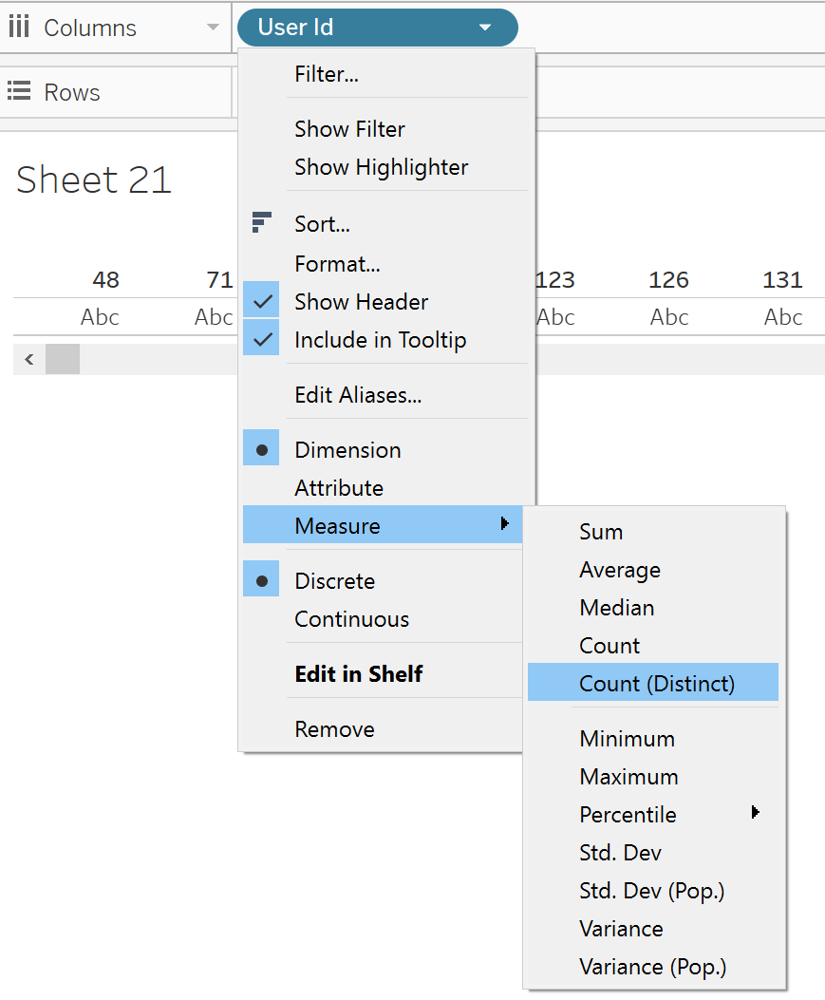 Columns
User Id
Rows
Sheet 21
48 71 123 126 131
Abc Abc Abc Abc Abc
Filter...
Show Filter
Show Highlighter
Sort...
Format...
Show Header
Include in Tooltip
Edit Aliases...
Dimension
Attribute
Measure
Discrete
Continuous
Edit in Shelf
Remove
Sum
Average
Median
Count
Count (Distinct)
Minimum
Maximum
Percentile
Std. Dev
Std. Dev (Pop.)
Variance
Variance (Pop.)